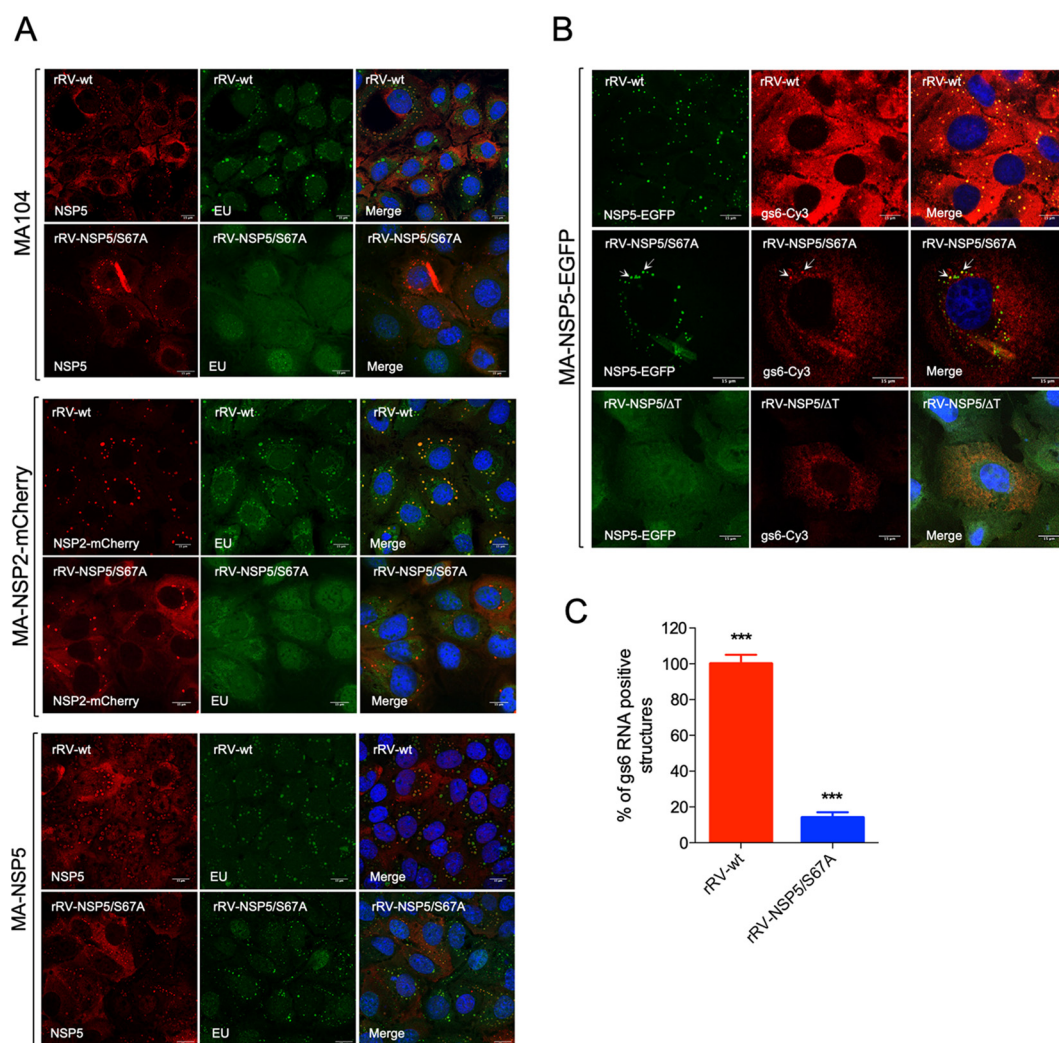 A
MA104
rRV-wt
NSP5
rRV-wt
EU
rRV-wt
Merge
rRV-NSP5/S67A
NSP5
rRV-NSP5/S67A
EU
rRV-NSP5/S67A
Merge
MA-NSP2-mCherry
rRV-wt
NSP2-mCherry
rRV-wt
EU
rRV-wt
Merge
rRV-NSP5/S67A
NSP2-mCherry
rRV-NSP5/S67A
EU
rRV-NSP5/S67A
Merge
MA-NSP5
rRV-wt
NSP5
rRV-wt
EU
rRV-wt
Merge
rRV-NSP5/S67A
NSP5
rRV-NSP5/S67A
EU
rRV-NSP5/S67A
Merge
B
MA-NSP5-EGFP
rRV-wt
NSP5-EGFP
rRV-wt
gs6-Cy3
rRV-wt
Merge
rRV-NSP5/S67A
NSP5-EGFP
15 µm
rRV-NSP5/S67A
gs6-Cy3
15 µm
rRV-NSP5/S67A
Merge
15 µm
rRV-NSP5/ΔT
NSP5-EGFP
rRV-NSP5/ΔT
gs6-Cy3
rRV-NSP5/ΔT
Merge
C
% of gs6 RNA positive
structures
120
100
80
60
40
20
0
***
***
rRV-wt
rRV-NSP5/S67A